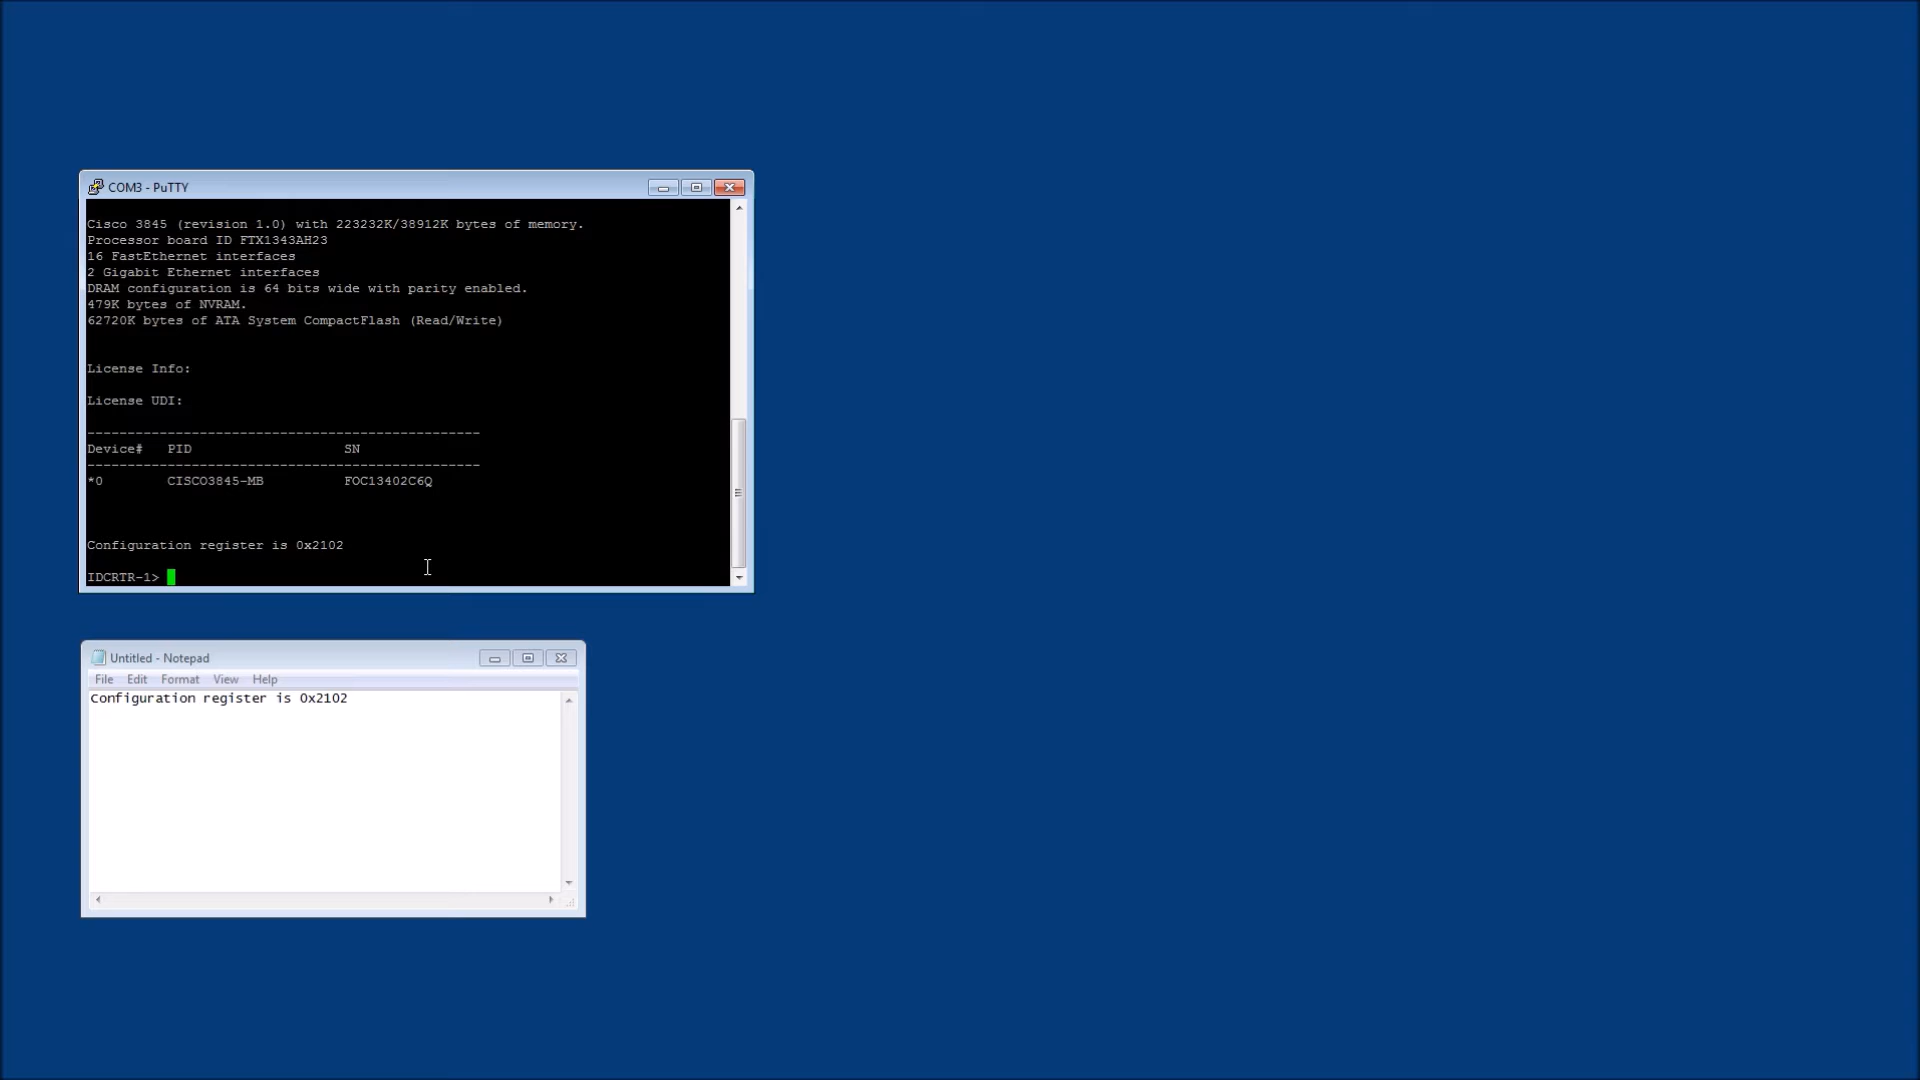 COM3 - PuTTY
Cisco 3845 (revision 1.0) with 223232K/38912K bytes of memory.
Processor board ID FTX1343AH23
16 FastEthernet interfaces
2 Gigabit Ethernet interfaces
DRAM configuration is 64 bits wide with parity enabled.
479K bytes of NVRAM.
62720K bytes of ATA System CompactFlash (Read/Write)
License Info:
License UDI:
-------------------------------------------------
Device# PID SN
-------------------------------------------------
*0 CISCO3845-MB FOC13402C6Q
Configuration register is 0x2102
IDCRTR-1>
Untitled - Notepad
File Edit Format View Help
Configuration register is 0x2102